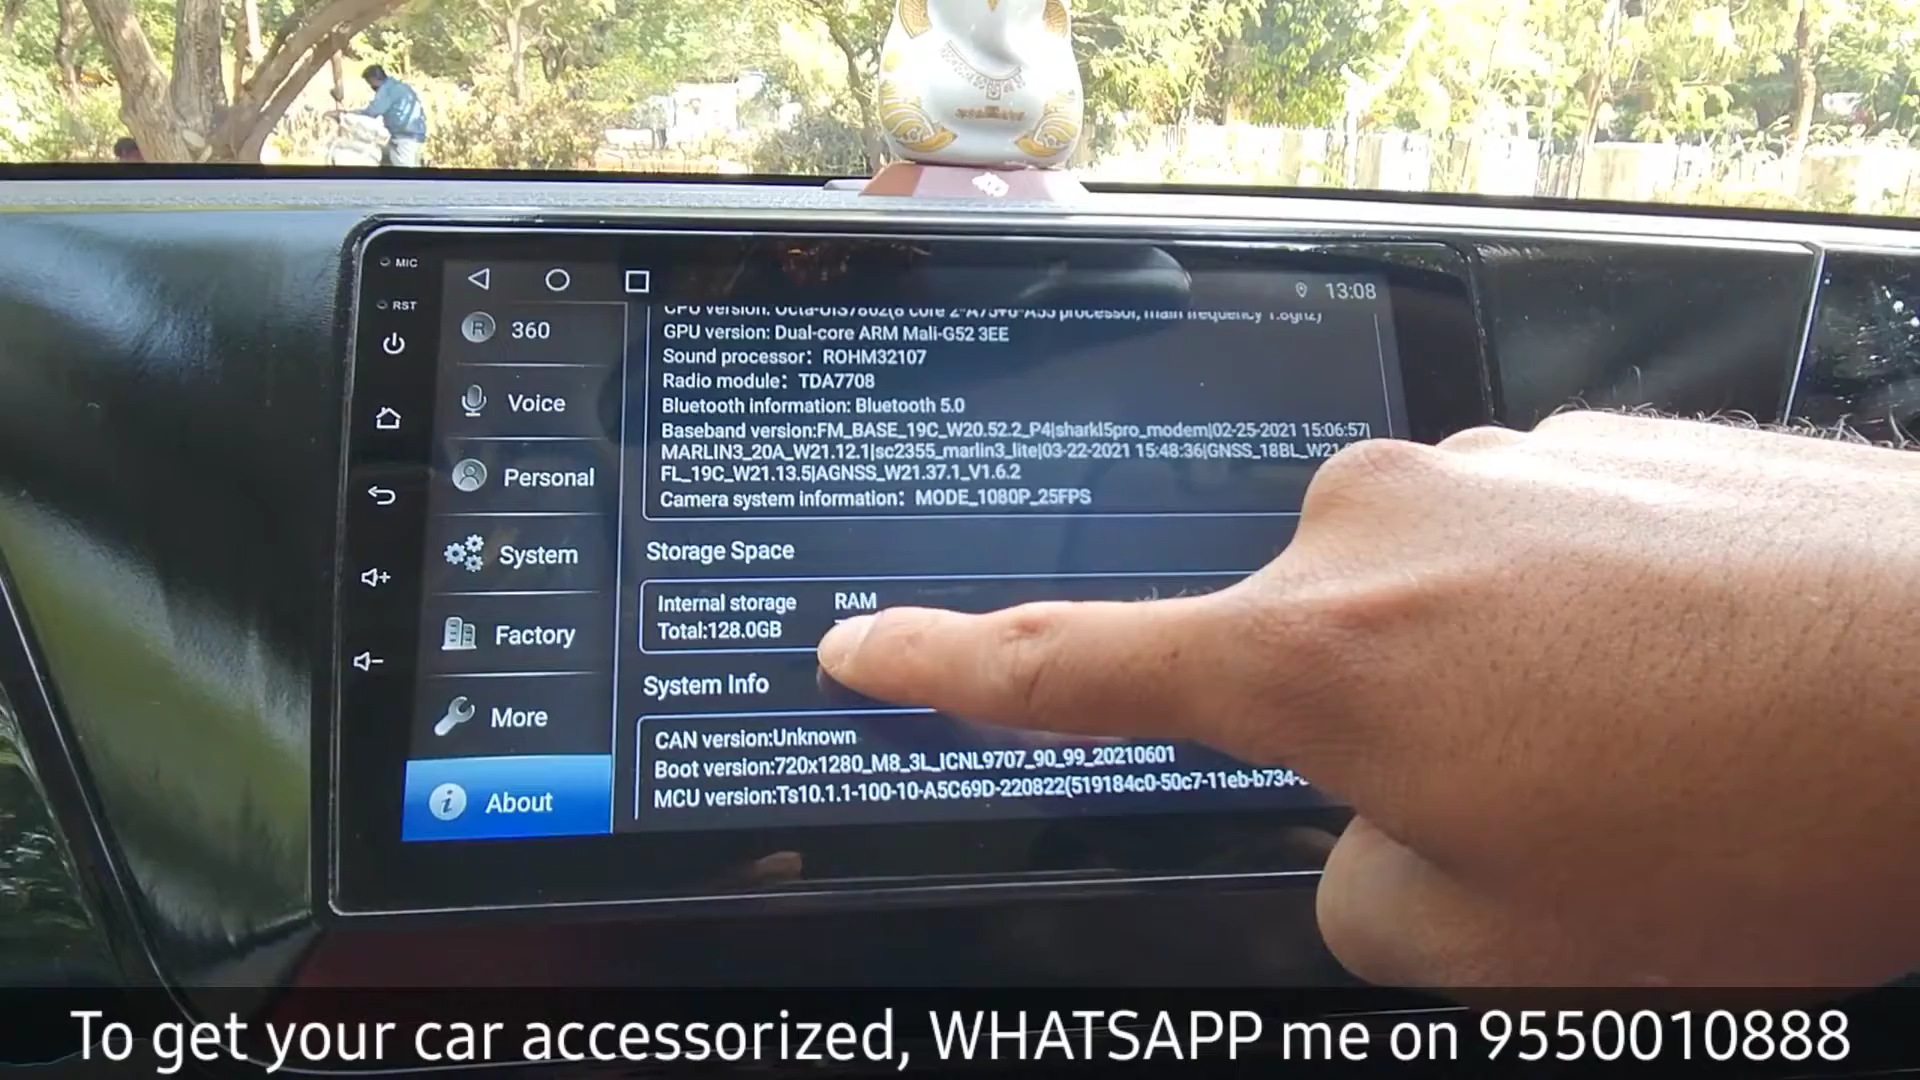 MIC
RST
13:08
360
Voice
Personal
System
Factory
More
About
GPU version: Dual-core ARM Mali-G52 3EE
Sound processor: ROHM32107
Radio module: TDA7708
Bluetooth information: Bluetooth 5.0
Baseband version:FM_BASE_19C_W20.52.2_P4|sharkl5pro_modem|02-25-2021 15:06:57|
MARLIN3_20A_W21.12.1|sc2355_marlin3_lite|03-22-2021 15:48:36|GNSS_18BL_W21
FL_19C_W21.13.5|AGNSS_W21.37.1_V1.6.2
Camera system information: MODE_1080P_25FPS
Storage Space
Internal storage RAM
Total:128.0GB
System Info
CAN version:Unknown
Boot version:720x1280_M8_3L_ICNL9707_90_99_20210601
MCU version:Ts10.1.1-100-10-A5C69D-220822(519184c0-50c7-11eb-b734-
To get your car accessorized, WHATSAPP me on 9550010888